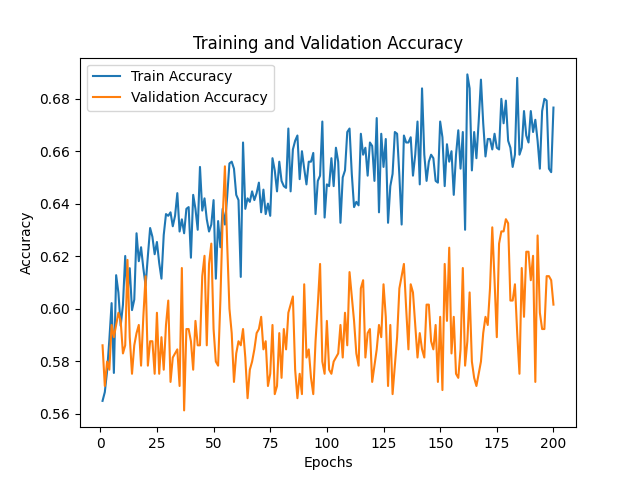 Training and Validation Accuracy
Train Accuracy
Validation Accuracy
Accuracy
0.68
0.66
0.64
0.62
0.60
0.58
0.56
0 25 50 75 100 125 150 175 200
Epochs